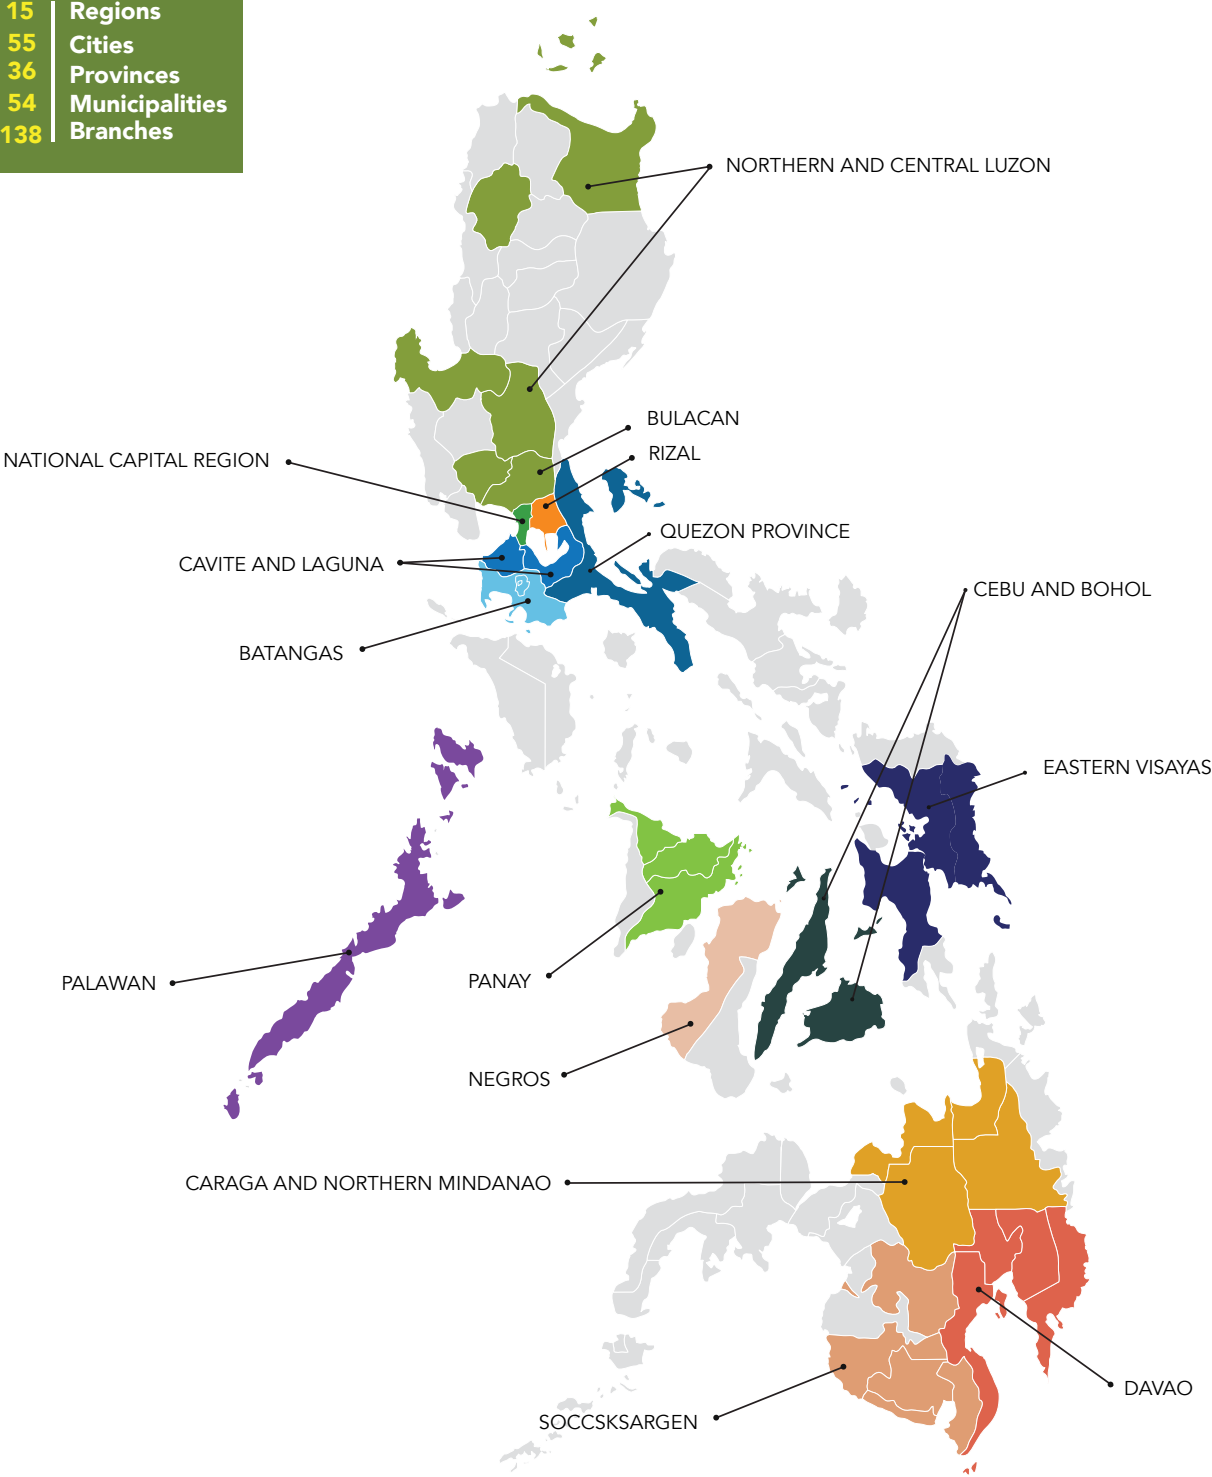 15 Regions
55 Cities
36 Provinces
54 Municipalities
138 Branches
NORTHERN AND CENTRAL LUZON
BULACAN
RIZAL
NATIONAL CAPITAL REGION
QUEZON PROVINCE
CAVITE AND LAGUNA
CEBU AND BOHOL
BATANGAS
EASTERN VISAYAS
PALAWAN
PANAY
NEGROS
CARAGA AND NORTHERN MINDANAO
DAVAO
SOCCSKSARGEN